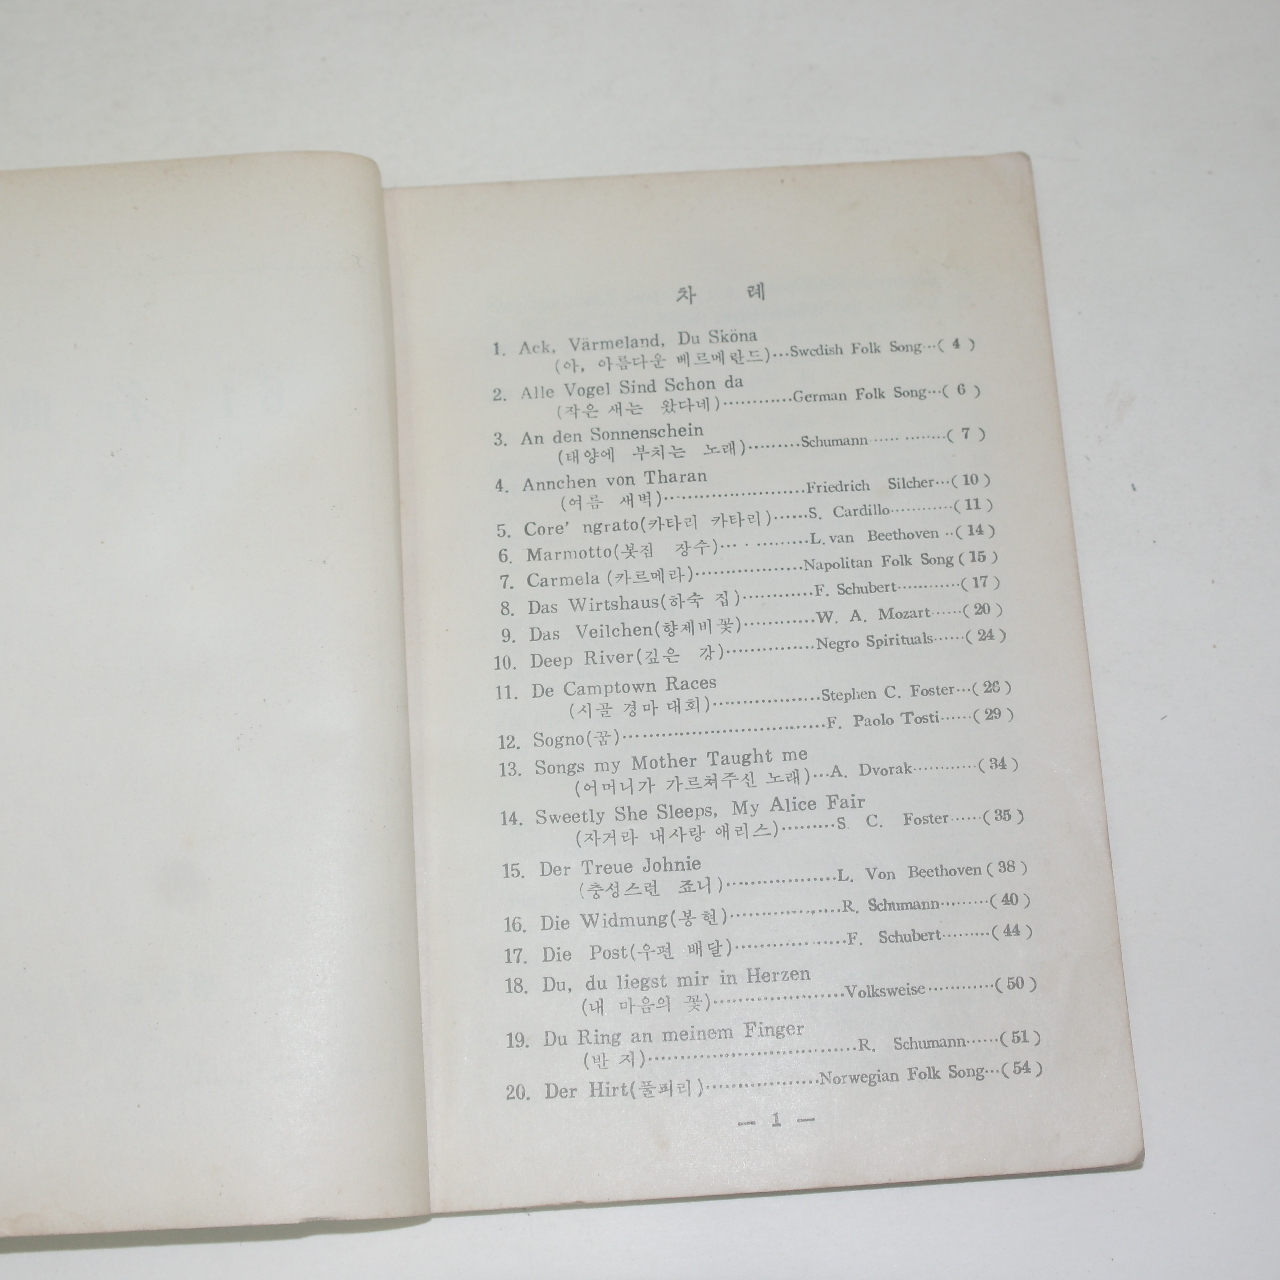 차 례
1. Ack, Värmeland, Du Sköna
(아, 아름다운 베르메란드)…Swedish Folk Song…( 4 )
2. Alle Vogel Sind Schon da
(작은 새는 왔다네)…………German Folk Song…( 6 )
3. An den Sonnenschein
(태양에 부치는 노래)………Schumann…… ………( 7 )
4. Annchen von Tharan
(여름 새벽)……………………Friedrich Silcher…(10)
5. Core' ngrato(카타리 카타리)……S. Cardillo…………(11)
6. Marmotto(봇짐 장수)… · ………L. van Beethoven ··(14)
7. Carmela (카르메라)………………Napolitan Folk Song(15)
8. Das Wirtshaus(하숙 집)…………F. Schubert…………(17)
9. Das Veilchen(향제비꽃)…………W. A. Mozart……(20)
10. Deep River(깊은 강)……………Negro Spirituals……(24)
11. De Camptown Races
(시골 경마 대회)………………Stephen C. Foster…(26)
12. Sogno(꿈)……………………………F. Paolo Tosti……(29)
13. Songs my Mother Taught me
(어머니가 가르쳐주신 노래)…A. Dvorak…………(34)
14. Sweetly She Sleeps, My Alice Fair
(자거라 내사랑 애리스)………S C. Foster……(35)
15. Der Treue Johnie
(충성스런 죠니)………………L. Von Beethoven(38)
16. Die Widmung(봉헌)………………R. Schumann………(40)
17. Die Post(우편 배달)………………F. Schubert………(44)
18. Du, du liegst mir in Herzen
(내 마음의 꽃)…………………Volksweise…………(50)
19. Du Ring an meinem Finger
(반 지)……………………………R. Schumann……(51)
20. Der Hirt(풀피리)………………Norwegian Folk Song…(54)
— 1 —